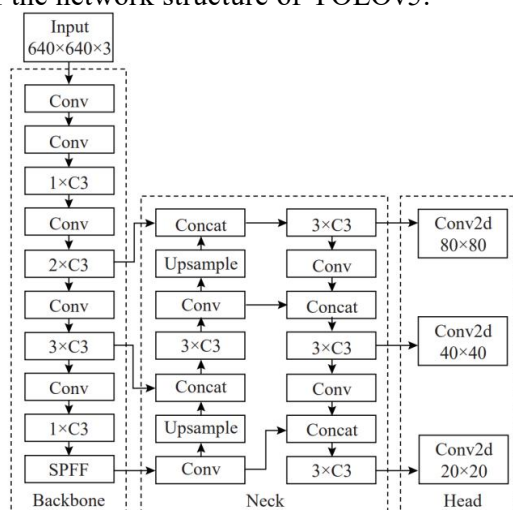 the network structure of YOLOv5.
Input
640×640×3
Conv
Conv
1×C3
Conv
2×C3
Conv
3×C3
Conv
1×C3
SPFF
Backbone
Concat
Upsample
Conv
3×C3
Concat
Upsample
Conv
3×C3
Conv
Concat
3×C3
Conv
Concat
3×C3
Neck
Conv2d
80×80
Conv2d
40×40
Conv2d
20×20
Head